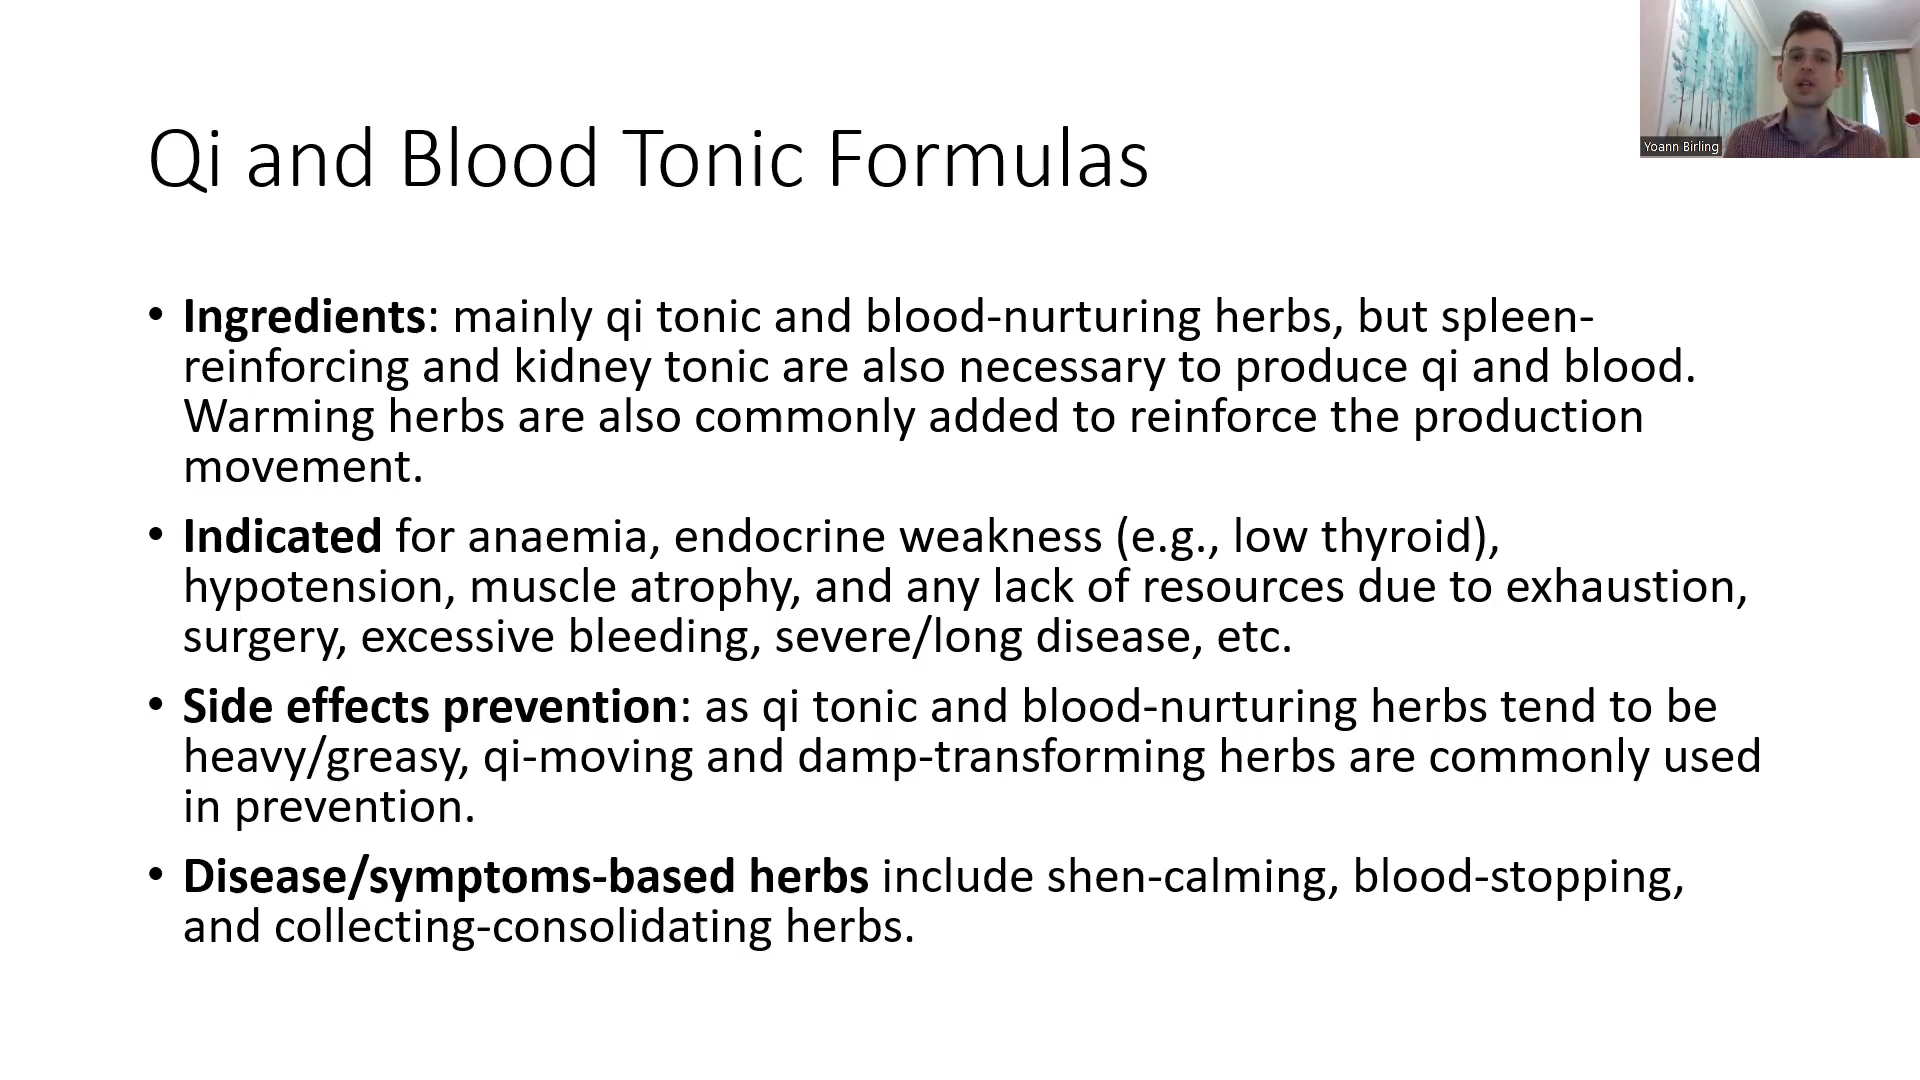 Qi and Blood Tonic Formulas
Yoann Birling
• Ingredients: mainly qi tonic and blood-nurturing herbs, but spleen-
reinforcing and kidney tonic are also necessary to produce qi and blood.
Warming herbs are also commonly added to reinforce the production
movement.
• Indicated for anaemia, endocrine weakness (e.g., low thyroid),
hypotension, muscle atrophy, and any lack of resources due to exhaustion,
surgery, excessive bleeding, severe/long disease, etc.
• Side effects prevention: as qi tonic and blood-nurturing herbs tend to be
heavy/greasy, qi-moving and damp-transforming herbs are commonly used
in prevention.
• Disease/symptoms-based herbs include shen-calming, blood-stopping,
and collecting-consolidating herbs.